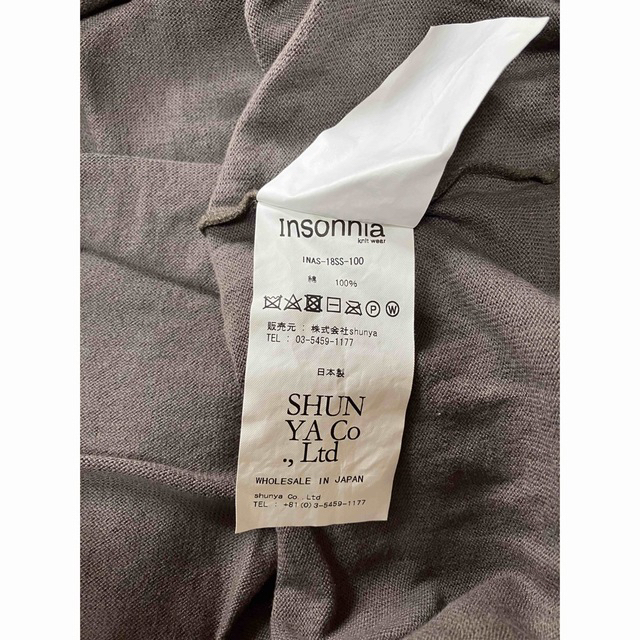 Insonnia
knit wear
INAS-18SS-100
綿 100%
P W
販売元 : 株式会社shunya
TEL : 03-5459-1177
日本製
SHUN
YA Co
., Ltd
WHOLESALE IN JAPAN
shunya Co., Ltd
TEL : +81(0)3-5459-1177